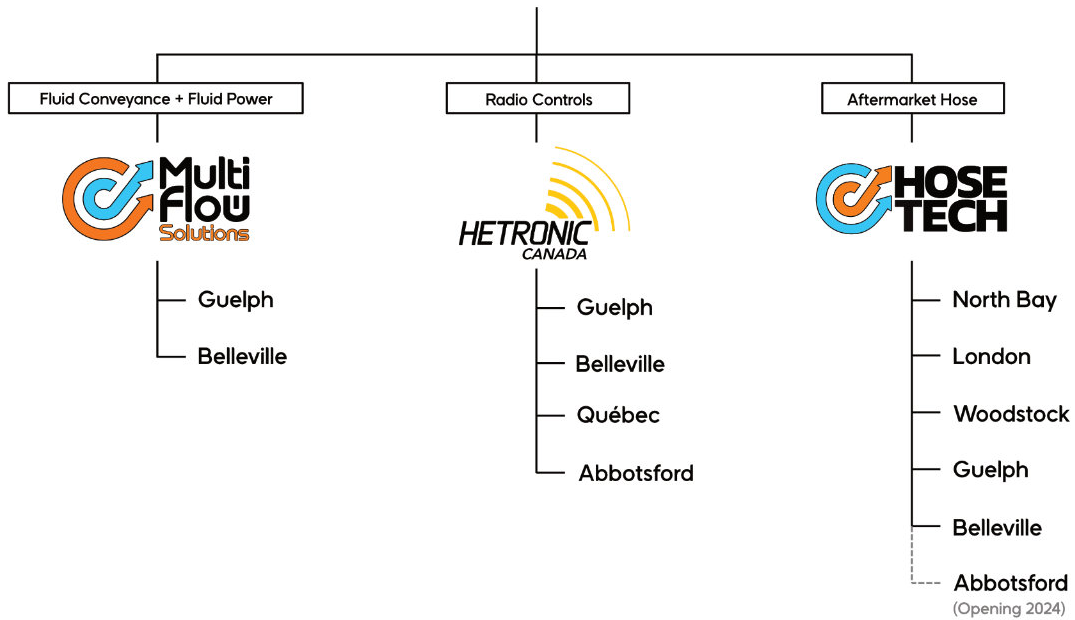 Fluid Conveyance + Fluid Power
Multi
Flow
Solutions
Guelph
Belleville
Radio Controls
HETRONIC
CANADA
Guelph
Belleville
Québec
Abbotsford
Aftermarket Hose
HOSE
TECH
North Bay
London
Woodstock
Guelph
Belleville
Abbotsford
(Opening 2024)